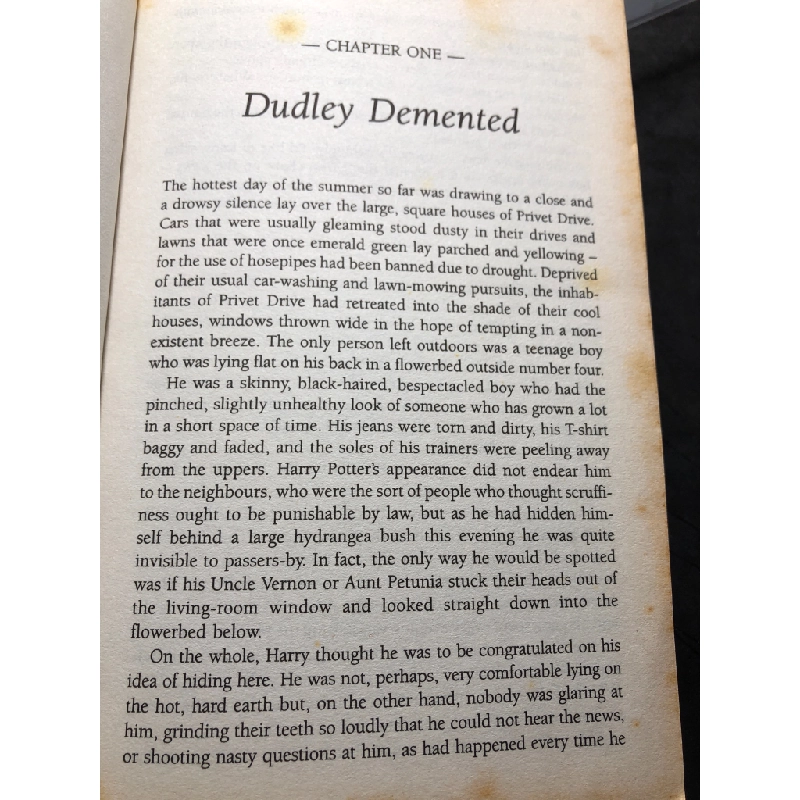 — CHAPTER ONE —
Dudley Demented
The hottest day of the summer so far was drawing to a close and
a drowsy silence lay over the large, square houses of Privet Drive.
Cars that were usually gleaming stood dusty in their drives and
lawns that were once emerald green lay parched and yellowing –
for the use of hosepipes had been banned due to drought. Deprived
of their usual car-washing and lawn-mowing pursuits, the inhab-
itants of Privet Drive had retreated into the shade of their cool
houses, windows thrown wide in the hope of tempting in a non-
existent breeze. The only person left outdoors was a teenage boy
who was lying flat on his back in a flowerbed outside number four.
He was a skinny, black-haired, bespectacled boy who had the
pinched, slightly unhealthy look of someone who has grown a lot
in a short space of time. His jeans were torn and dirty, his T-shirt
baggy and faded, and the soles of his trainers were peeling away
from the uppers. Harry Potter's appearance did not endear him
to the neighbours, who were the sort of people who thought scruffi-
ness ought to be punishable by law, but as he had hidden him-
self behind a large hydrangea bush this evening he was quite
invisible to passers-by. In fact, the only way he would be spotted
was if his Uncle Vernon or Aunt Petunia stuck their heads out of
the living-room window and looked straight down into the
flowerbed below.
On the whole, Harry thought he was to be congratulated on his
idea of hiding here. He was not, perhaps, very comfortable lying on
the hot, hard earth but, on the other hand, nobody was glaring at
him, grinding their teeth so loudly that he could not hear the news,
or shooting nasty questions at him, as had happened every time he